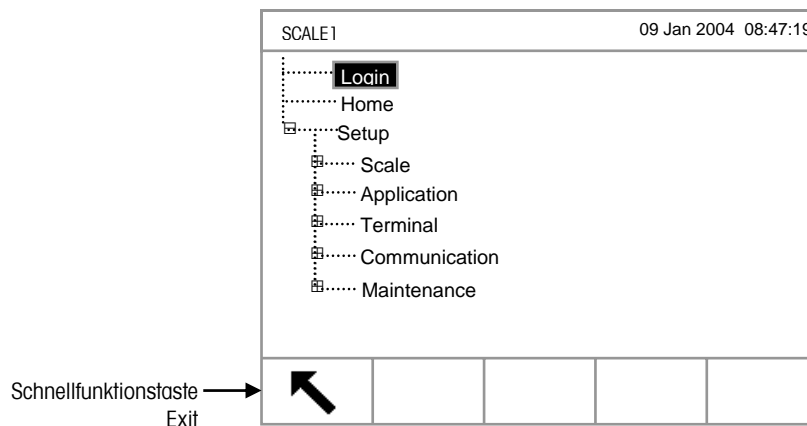 SCALE1 09 Jan 2004 08:47:19
Login
Home
Setup
Scale
Application
Terminal
Communication
Maintenance
Schnellfunktionstaste
Exit